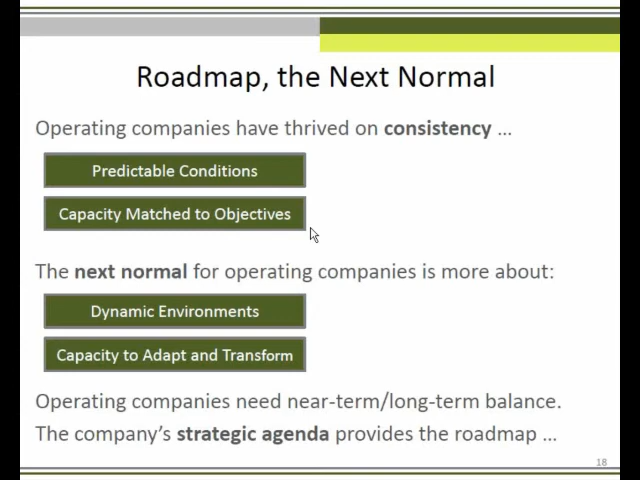 Roadmap, the Next Normal
Operating companies have thrived on consistency ...
Predictable Conditions
Capacity Matched to Objectives
The next normal for operating companies is more about:
Dynamic Environments
Capacity to Adapt and Transform
Operating companies need near-term/long-term balance.
The company's strategic agenda provides the roadmap ...
18